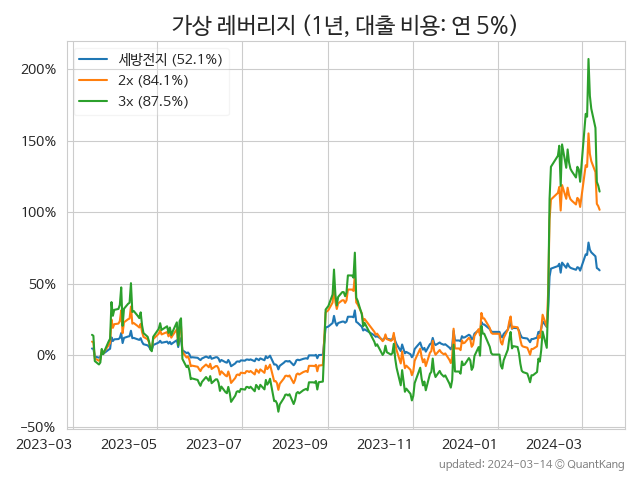 가상 레버리지 (1년, 대출 비용: 연 5%)
세방전지 (52.1%)
2x (84.1%)
3x (87.5%)
200%
150%
100%
50%
0%
−50%
2023-03 2023-05 2023-07 2023-09 2023-11 2024-01 2024-03
updated: 2024-03-14 © QuantKang